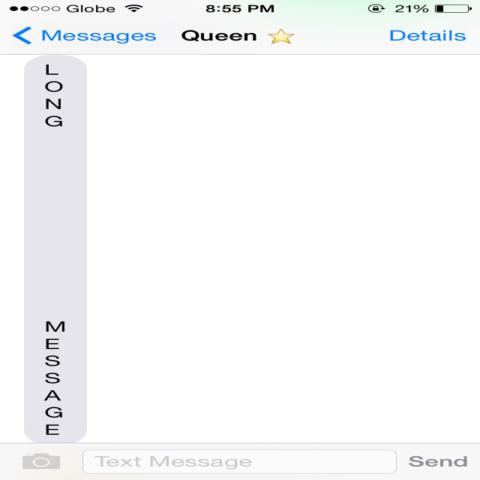 Globe 8:55 PM 21%
Messages Queen Details
L
O
N
G
M
E
S
S
A
G
E
Text Message Send